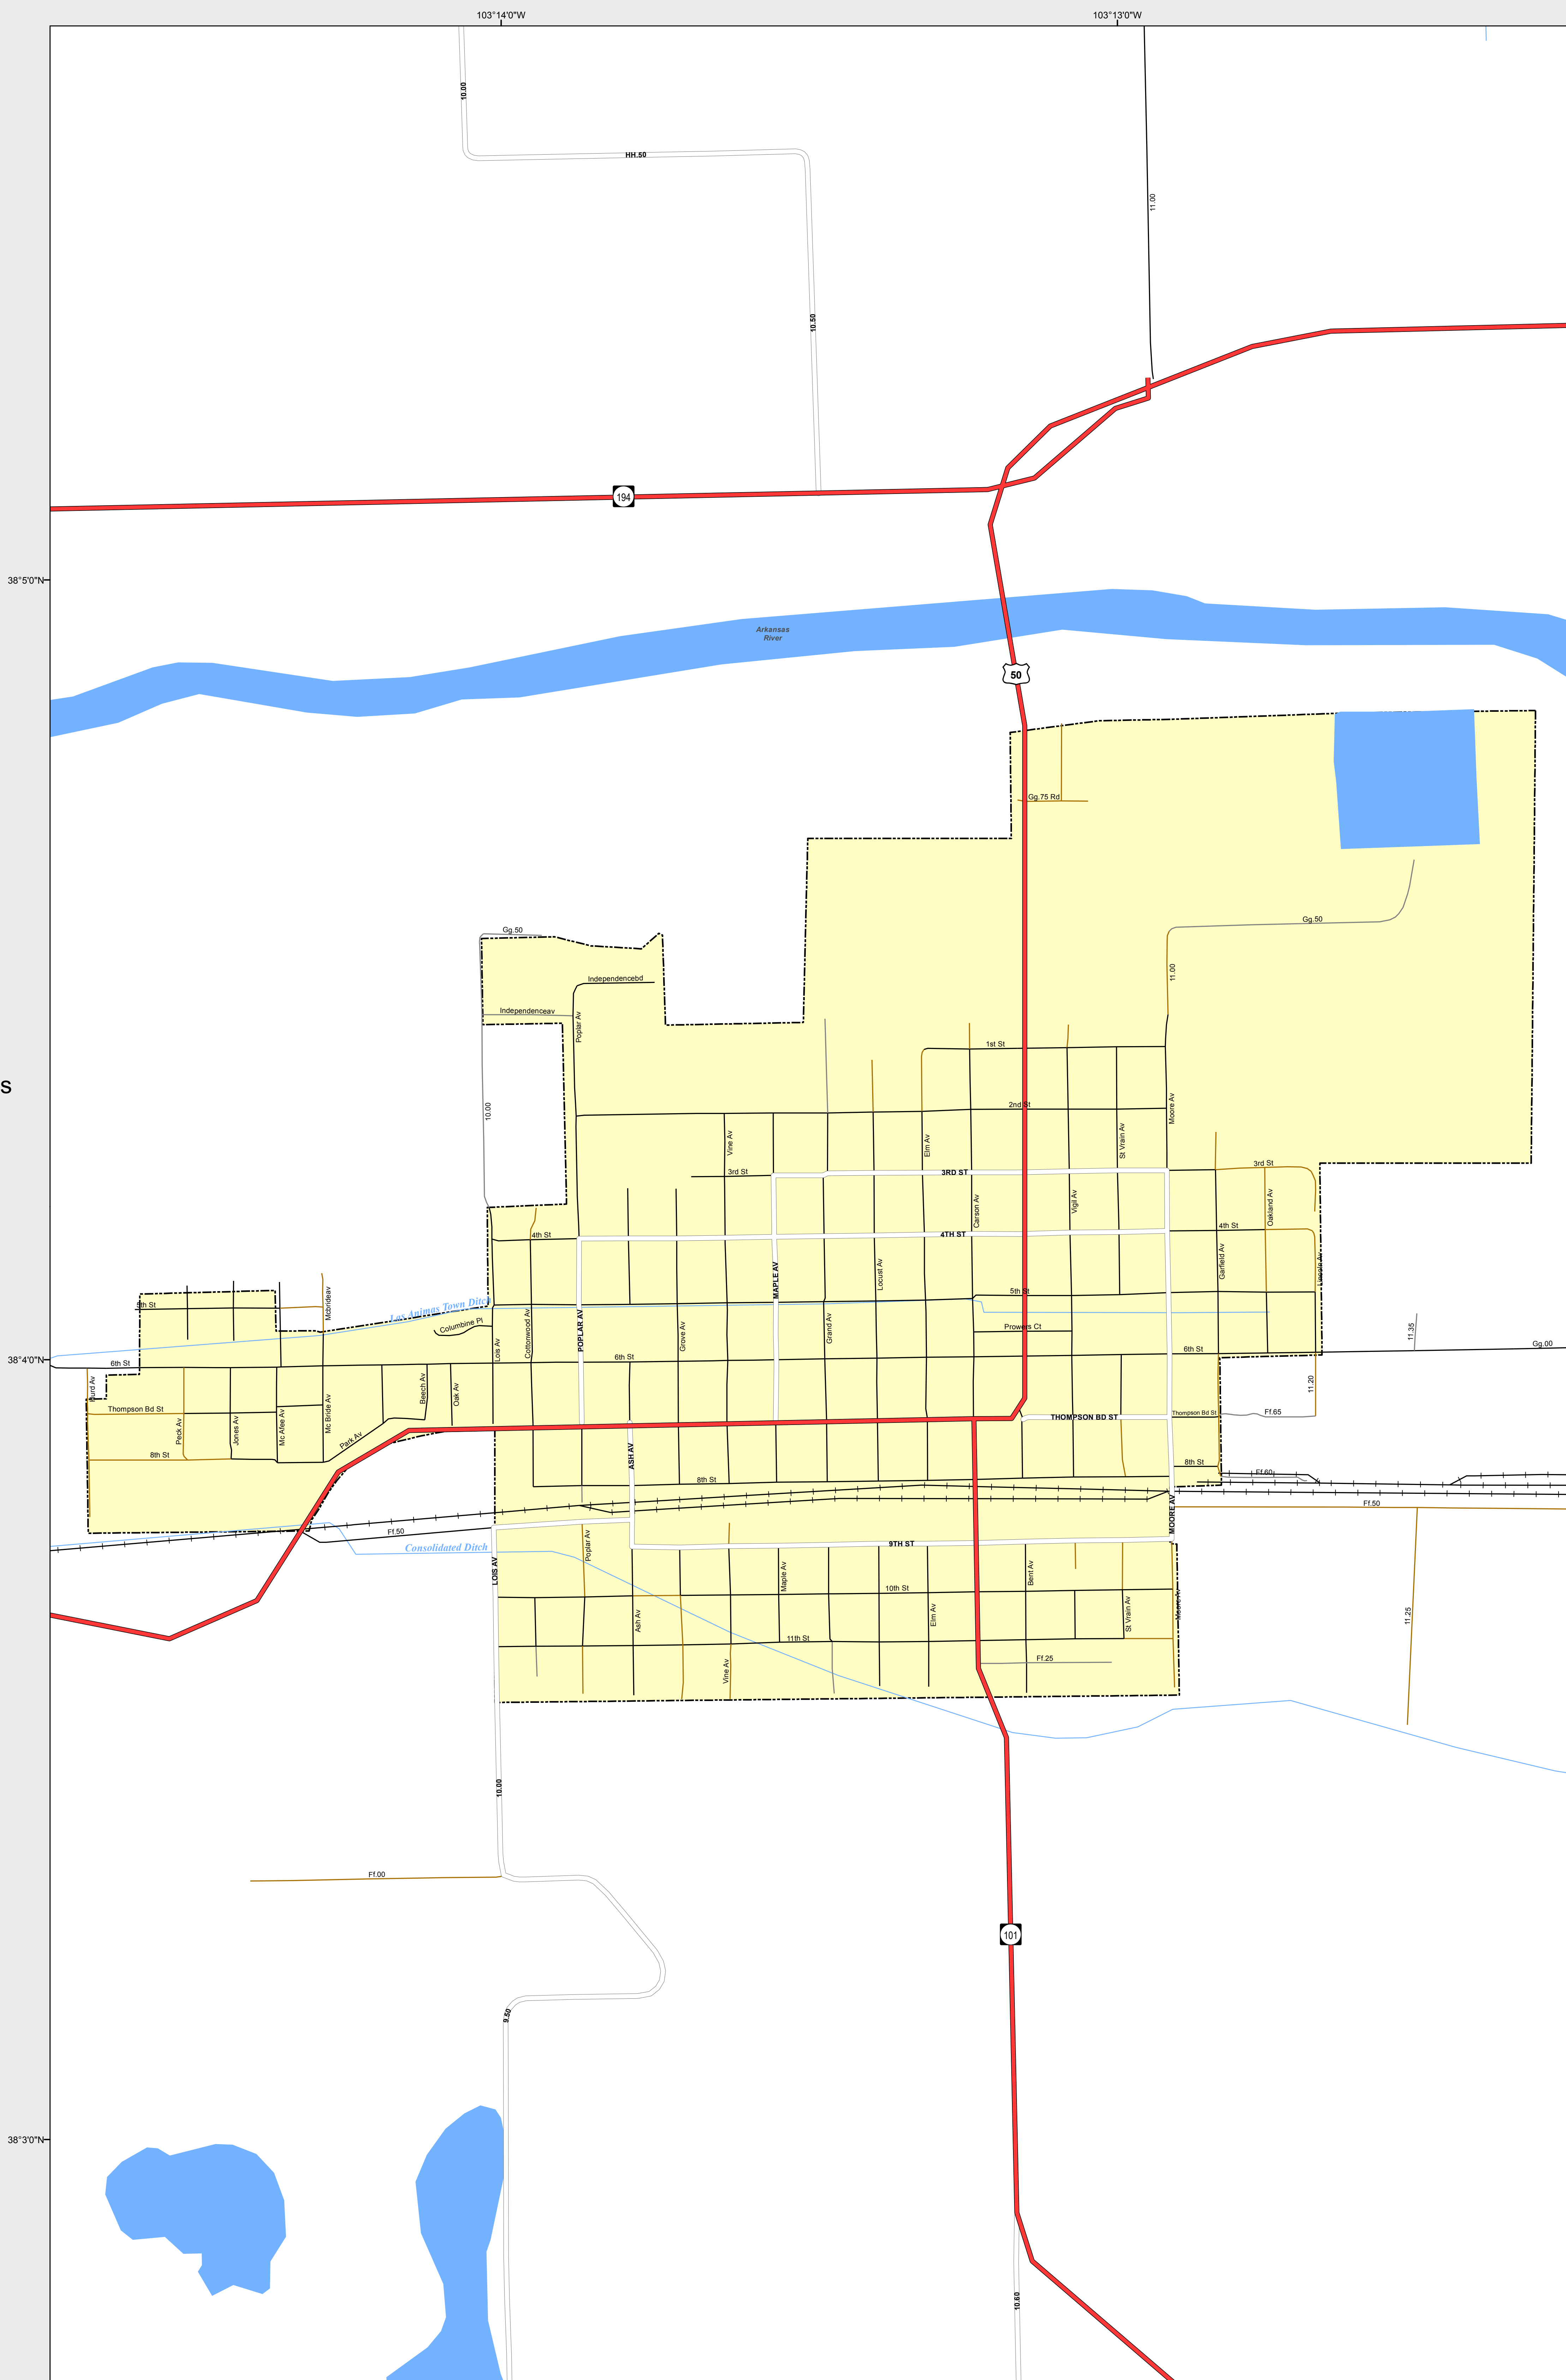 103°14'0"W
103°13'0"W
10.00
HH.50
11.00
10.50
194
38°5'0"N
Arkansas
River
50
Gg.75 Rd
Gg.50
Gg.50
11.00
Independencebd
Independenceav
Poplar Av
1st St
S
10.00
2nd St
Moore Av
Vine Av
Elm Av
St Vrain Av
3rd St
3RD ST
3rd St
Carson Av
Vigil Av
Oakland Av
4th St
4TH ST
4th St
Garfield Av
Lincoln Av
MAPLE AV
Locust Av
5th St
Mcbrideav
Las Animas Town Ditch
5th St
Columbine Pl
Lois Av
Cottonwood Av
POPLAR AV
Grove Av
Grand Av
Prowers Ct
11.35
38°4'0"N
6th St
6th St
6th St
Gg.00
Hurd Av
Beech Av
Oak Av
11.20
Thompson Bd St
THOMPSON BD ST
Thompson Bd St
Ff.65
Peck Av
Jones Av
Mc Afee Av
Mc Bride Av
Park Av
8th St
ASH AV
8th St
8th St
Ff.60
Ff.50
MOORE AV
Ff.50
Consolidated Ditch
LOIS AV
Poplar Av
9TH ST
Maple Av
Bent Av
10th St
Ash Av
Elm Av
St Vrain Av
Moore Av
11.25
11th St
Vine Av
Ff.25
10.00
Ff.00
101
9.50
38°3'0"N
10.60